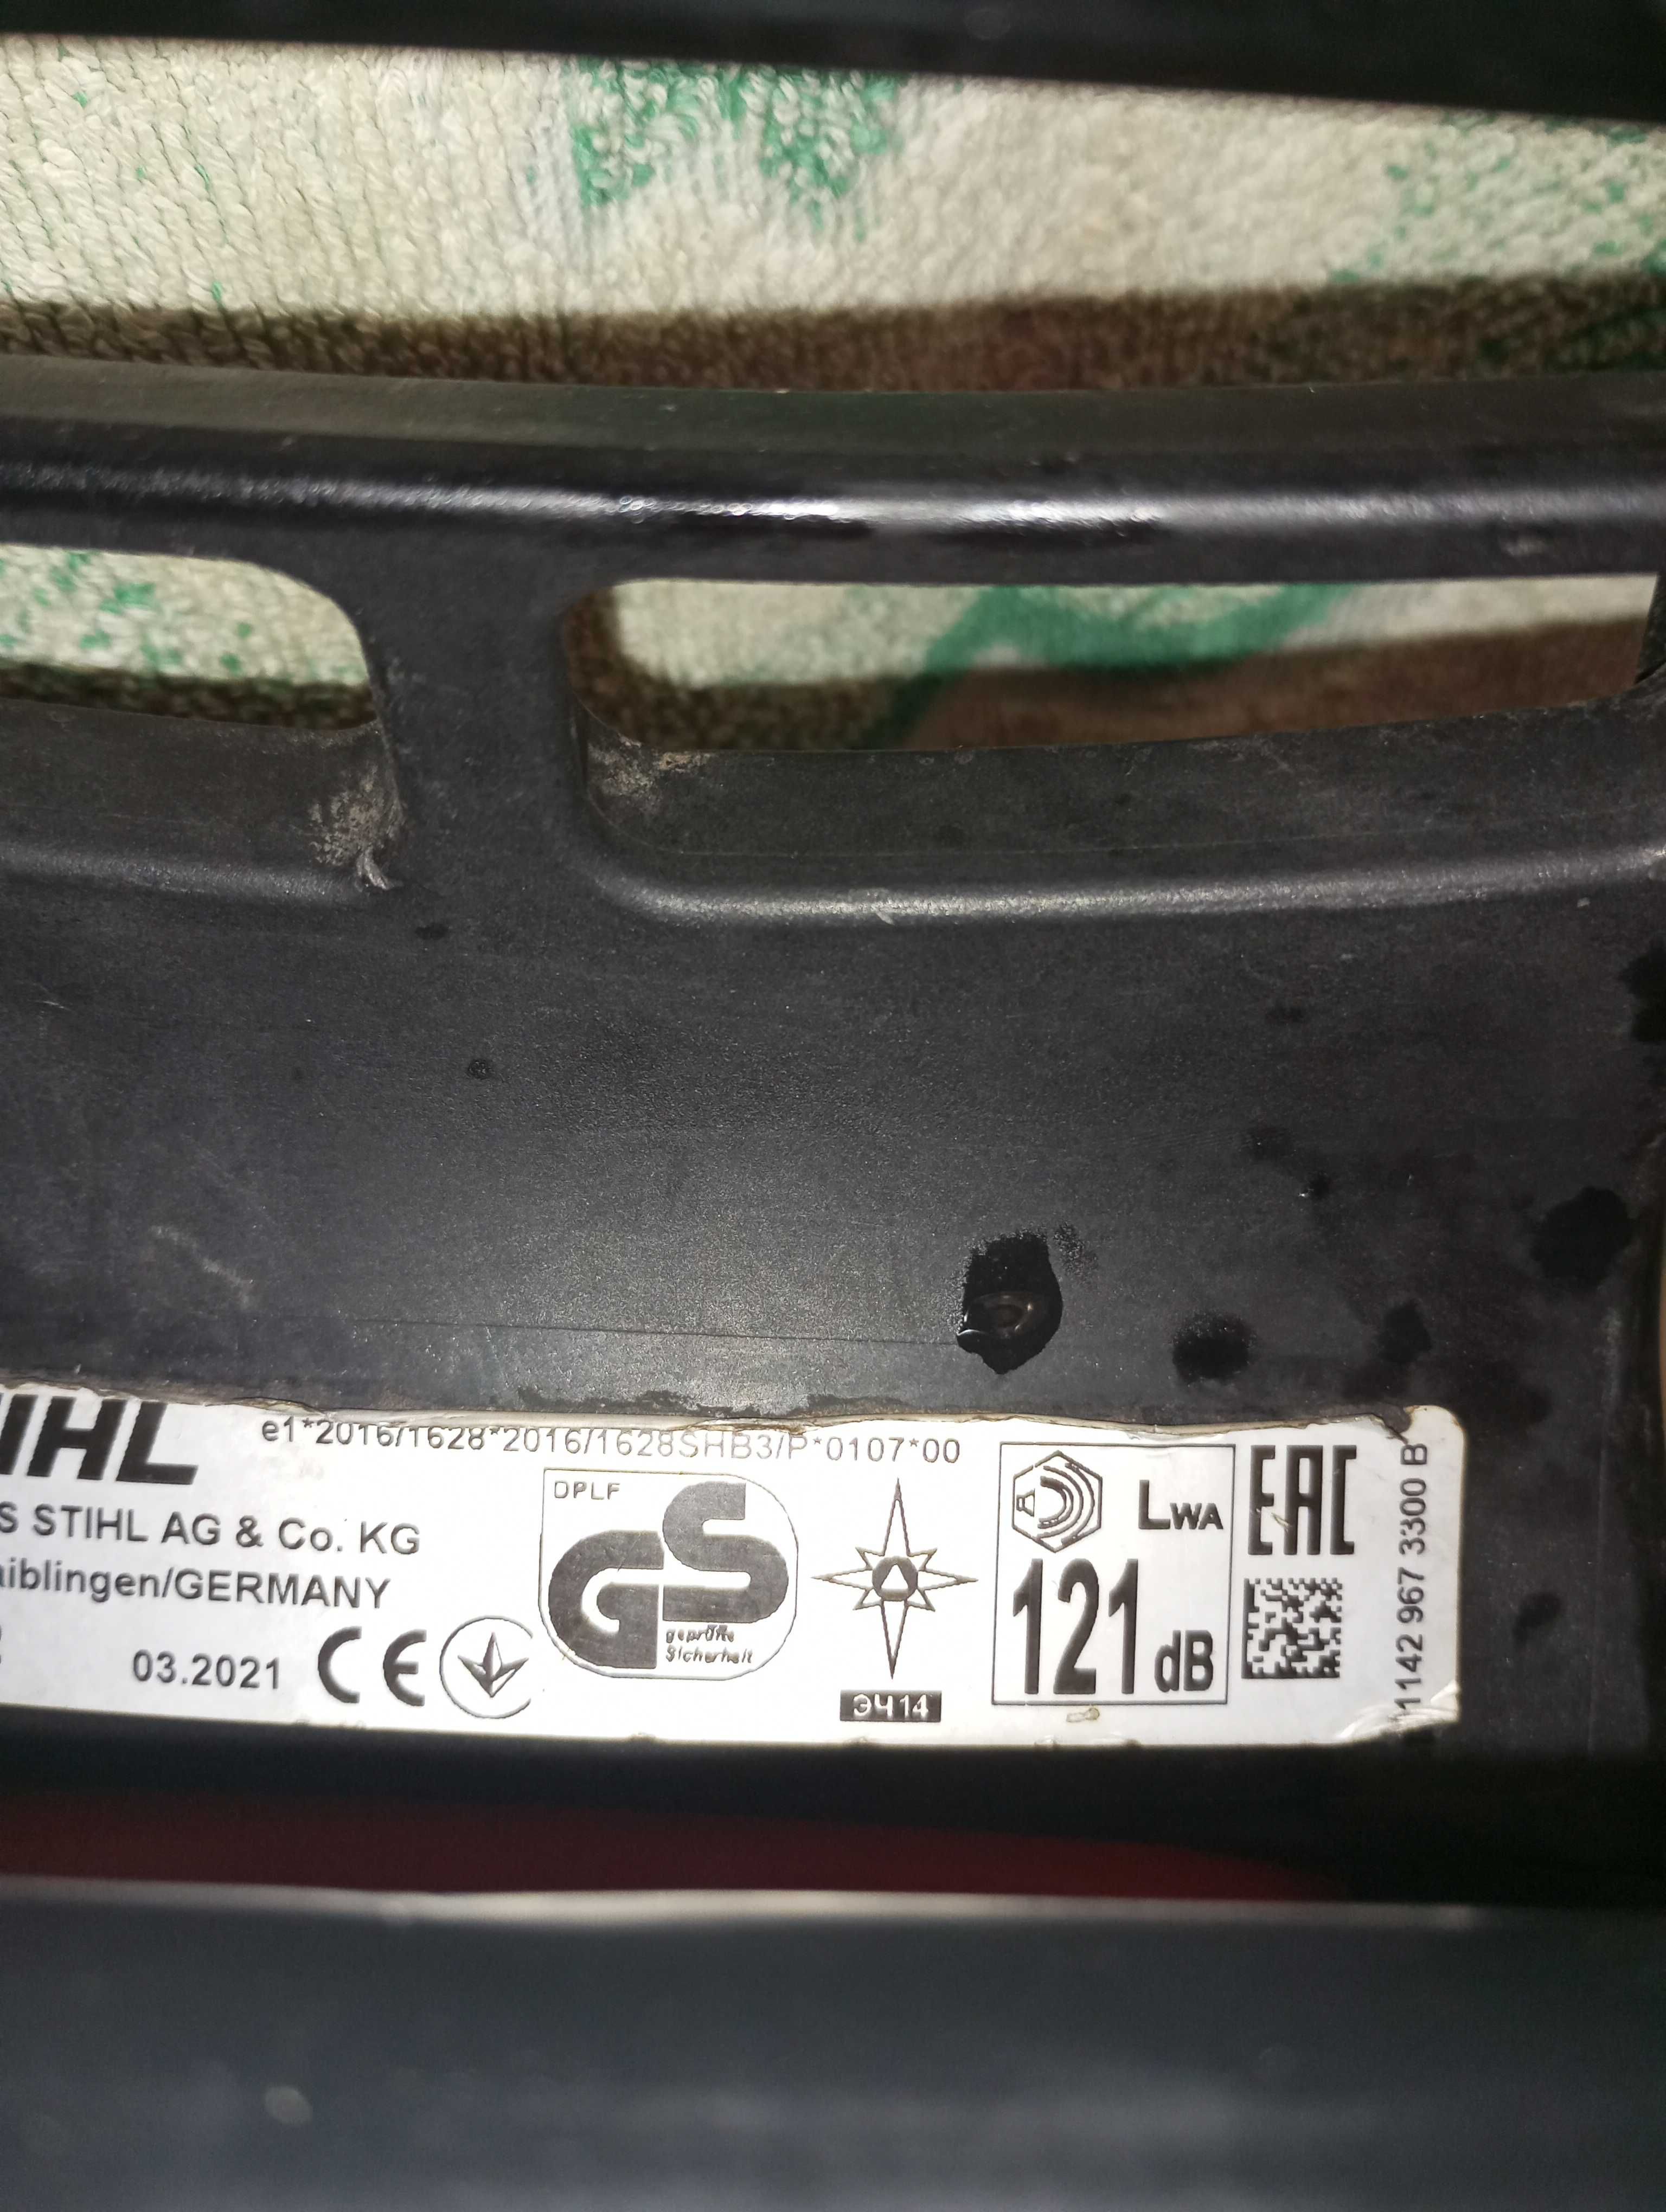 IHL
e1*2016/1628*2016/1628SHB3/P*0107*00
S STIHL AG & Co. KG
aiblingen/GERMANY
03.2021
CE
DPLF
GS
geprüfte
Sicherheit
ЭЧ14
LWA
121 dB
EAC
1142 967 3300 B